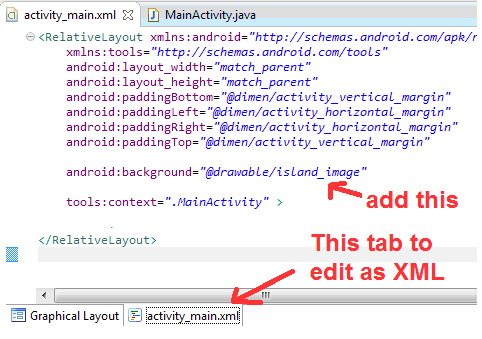 activity_main.xml
MainActivity.java
<RelativeLayout xmlns:android="http://schemas.android.com/apk/r
xmlns:tools="http://schemas.android.com/tools"
android:layout_width="match_parent"
android:layout_height="match_parent"
android:paddingBottom="@dimen/activity_vertical_margin"
android:paddingLeft="@dimen/activity_horizontal_margin"
android:paddingRight="@dimen/activity_horizontal_margin"
android:paddingTop="@dimen/activity_vertical_margin"
android:background="@drawable/island_image"
add this
tools:context=".MainActivity" >
</RelativeLayout>
This tab to
edit as XML
Graphical Layout
activity_main.xml